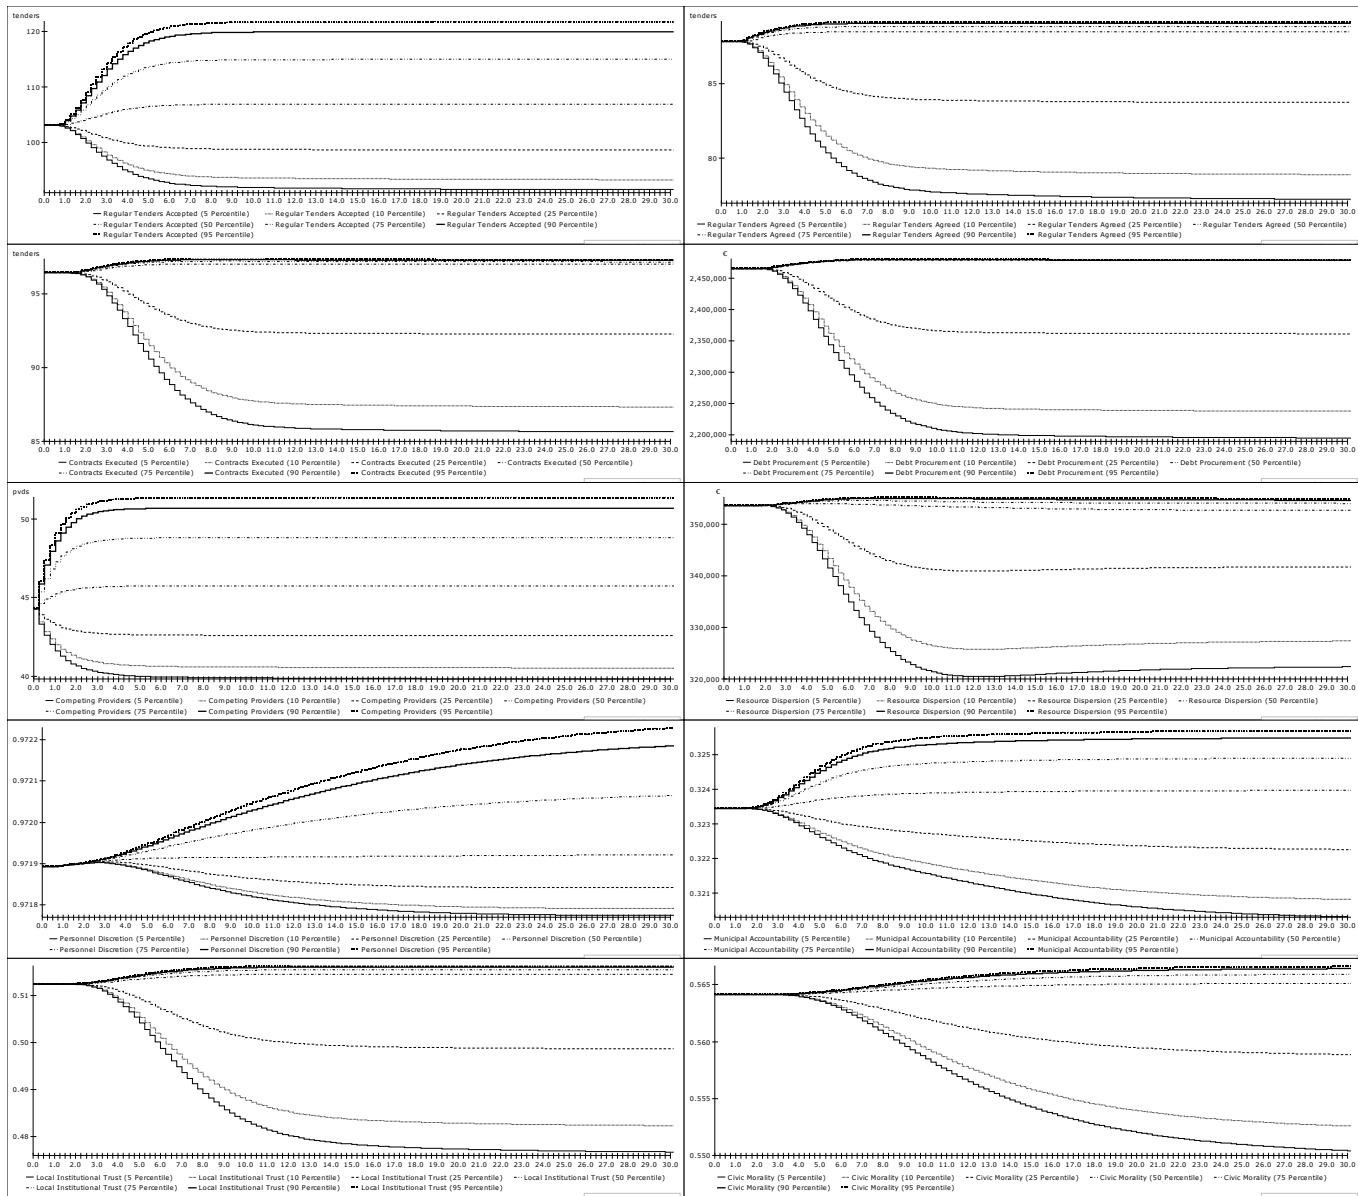 tenders
120
110
100
0.0 1.0 2.0 3.0 4.0 5.0 6.0 7.0 8.0 9.0 10.0 11.0 12.0 13.0 14.0 15.0 16.0 17.0 18.0 19.0 20.0 21.0 22.0 23.0 24.0 25.0 26.0 27.0 28.0 29.0 30.0
Regular Tenders Accepted (5 Percentile) Regular Tenders Accepted (10 Percentile) Regular Tenders Accepted (25 Percentile)
Regular Tenders Accepted (50 Percentile) Regular Tenders Accepted (75 Percentile) Regular Tenders Accepted (90 Percentile)
Regular Tenders Accepted (95 Percentile)
tenders
85
80
0.0 1.0 2.0 3.0 4.0 5.0 6.0 7.0 8.0 9.0 10.0 11.0 12.0 13.0 14.0 15.0 16.0 17.0 18.0 19.0 20.0 21.0 22.0 23.0 24.0 25.0 26.0 27.0 28.0 29.0 30.0
Regular Tenders Agreed (5 Percentile) Regular Tenders Agreed (10 Percentile) Regular Tenders Agreed (25 Percentile) Regular Tenders Agreed (50 Percentile)
Regular Tenders Agreed (75 Percentile) Regular Tenders Agreed (90 Percentile) Regular Tenders Agreed (95 Percentile)
tenders
95
90
85
0.0 1.0 2.0 3.0 4.0 5.0 6.0 7.0 8.0 9.0 10.0 11.0 12.0 13.0 14.0 15.0 16.0 17.0 18.0 19.0 20.0 21.0 22.0 23.0 24.0 25.0 26.0 27.0 28.0 29.0 30.0
Contracts Executed (5 Percentile) Contracts Executed (10 Percentile) Contracts Executed (25 Percentile) Contracts Executed (50 Percentile)
Contracts Executed (75 Percentile) Contracts Executed (90 Percentile) Contracts Executed (95 Percentile)
€
2,450,000
2,400,000
2,350,000
2,300,000
2,250,000
2,200,000
0.0 1.0 2.0 3.0 4.0 5.0 6.0 7.0 8.0 9.0 10.0 11.0 12.0 13.0 14.0 15.0 16.0 17.0 18.0 19.0 20.0 21.0 22.0 23.0 24.0 25.0 26.0 27.0 28.0 29.0 30.0
Debt Procurement (5 Percentile) Debt Procurement (10 Percentile) Debt Procurement (25 Percentile) Debt Procurement (50 Percentile)
Debt Procurement (75 Percentile) Debt Procurement (90 Percentile) Debt Procurement (95 Percentile)
pvds
50
45
40
0.0 1.0 2.0 3.0 4.0 5.0 6.0 7.0 8.0 9.0 10.0 11.0 12.0 13.0 14.0 15.0 16.0 17.0 18.0 19.0 20.0 21.0 22.0 23.0 24.0 25.0 26.0 27.0 28.0 29.0 30.0
Competing Providers (5 Percentile) Competing Providers (10 Percentile) Competing Providers (25 Percentile) Competing Providers (50 Percentile)
Competing Providers (75 Percentile) Competing Providers (90 Percentile) Competing Providers (95 Percentile)
€
350,000
340,000
330,000
320,000
0.0 1.0 2.0 3.0 4.0 5.0 6.0 7.0 8.0 9.0 10.0 11.0 12.0 13.0 14.0 15.0 16.0 17.0 18.0 19.0 20.0 21.0 22.0 23.0 24.0 25.0 26.0 27.0 28.0 29.0 30.0
Resource Dispersion (5 Percentile) Resource Dispersion (10 Percentile) Resource Dispersion (25 Percentile) Resource Dispersion (50 Percentile)
Resource Dispersion (75 Percentile) Resource Dispersion (90 Percentile) Resource Dispersion (95 Percentile)
0.9722
0.9721
0.9720
0.9719
0.9718
0.0 1.0 2.0 3.0 4.0 5.0 6.0 7.0 8.0 9.0 10.0 11.0 12.0 13.0 14.0 15.0 16.0 17.0 18.0 19.0 20.0 21.0 22.0 23.0 24.0 25.0 26.0 27.0 28.0 29.0 30.0
Personnel Discretion (5 Percentile) Personnel Discretion (10 Percentile) Personnel Discretion (25 Percentile) Personnel Discretion (50 Percentile)
Personnel Discretion (75 Percentile) Personnel Discretion (90 Percentile) Personnel Discretion (95 Percentile)
0.325
0.324
0.323
0.322
0.321
0.0 1.0 2.0 3.0 4.0 5.0 6.0 7.0 8.0 9.0 10.0 11.0 12.0 13.0 14.0 15.0 16.0 17.0 18.0 19.0 20.0 21.0 22.0 23.0 24.0 25.0 26.0 27.0 28.0 29.0 30.0
Municipal Accountability (5 Percentile) Municipal Accountability (10 Percentile) Municipal Accountability (25 Percentile) Municipal Accountability (50 Percentile)
Municipal Accountability (75 Percentile) Municipal Accountability (90 Percentile) Municipal Accountability (95 Percentile)
0.51
0.50
0.49
0.48
0.0 1.0 2.0 3.0 4.0 5.0 6.0 7.0 8.0 9.0 10.0 11.0 12.0 13.0 14.0 15.0 16.0 17.0 18.0 19.0 20.0 21.0 22.0 23.0 24.0 25.0 26.0 27.0 28.0 29.0 30.0
Local Institutional Trust (5 Percentile) Local Institutional Trust (10 Percentile) Local Institutional Trust (25 Percentile) Local Institutional Trust (50 Percentile)
Local Institutional Trust (75 Percentile) Local Institutional Trust (90 Percentile) Local Institutional Trust (95 Percentile)
0.565
0.560
0.555
0.550
0.0 1.0 2.0 3.0 4.0 5.0 6.0 7.0 8.0 9.0 10.0 11.0 12.0 13.0 14.0 15.0 16.0 17.0 18.0 19.0 20.0 21.0 22.0 23.0 24.0 25.0 26.0 27.0 28.0 29.0 30.0
Civic Morality (5 Percentile) Civic Morality (10 Percentile) Civic Morality (25 Percentile) Civic Morality (50 Percentile) Civic Morality (75 Percentile)
Civic Morality (90 Percentile) Civic Morality (95 Percentile)